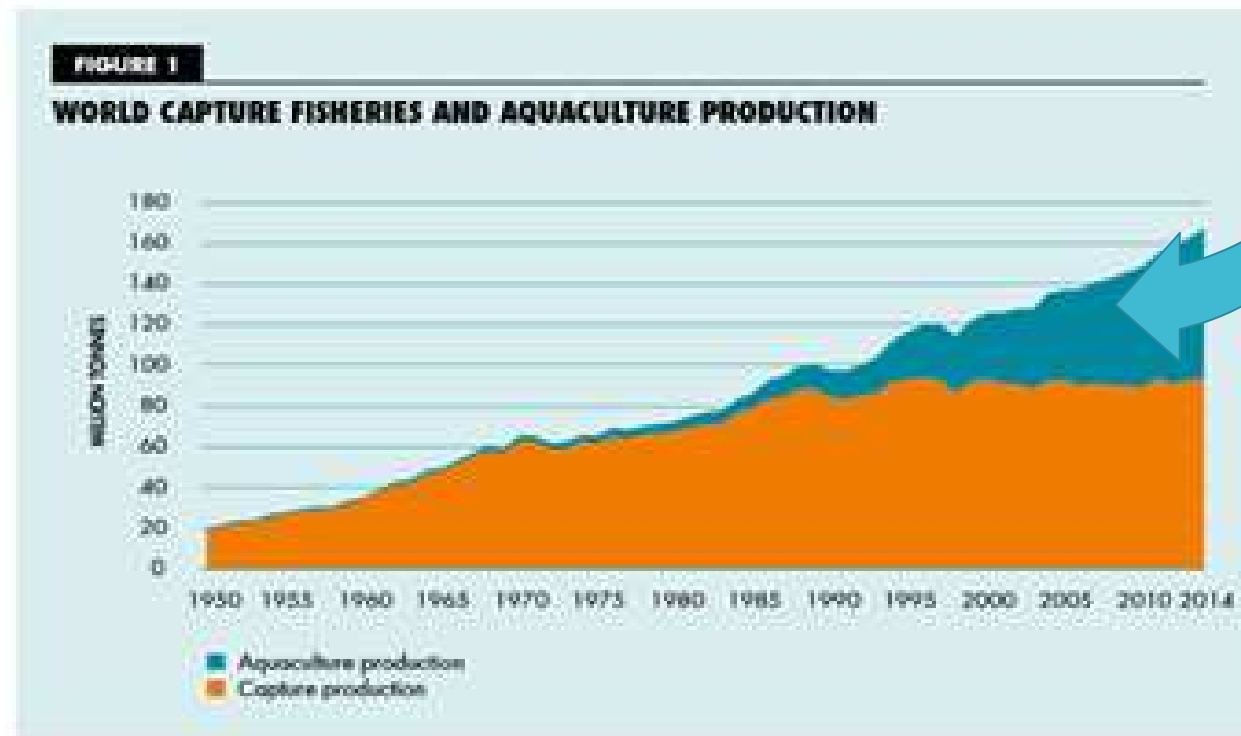 FIGURE 1
WORLD CAPTURE FISHERIES AND AQUACULTURE PRODUCTION
180
160
140
120
100
80
60
40
20
0
MILLION TONNES
1950 1955 1960 1965 1970 1975 1980 1985 1990 1995 2000 2005 2010 2014
Aquaculture production
Capture production